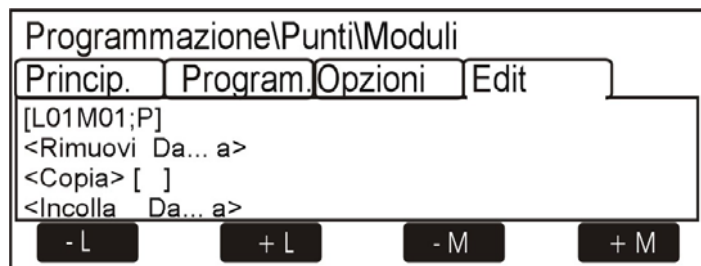 Programmazione\Punti\Moduli
Princip. Program. Opzioni Edit
[L01M01;P]
<Rimuovi Da... a>
<Copia> [ ]
<Incolla Da... a>
- L + L - M + M